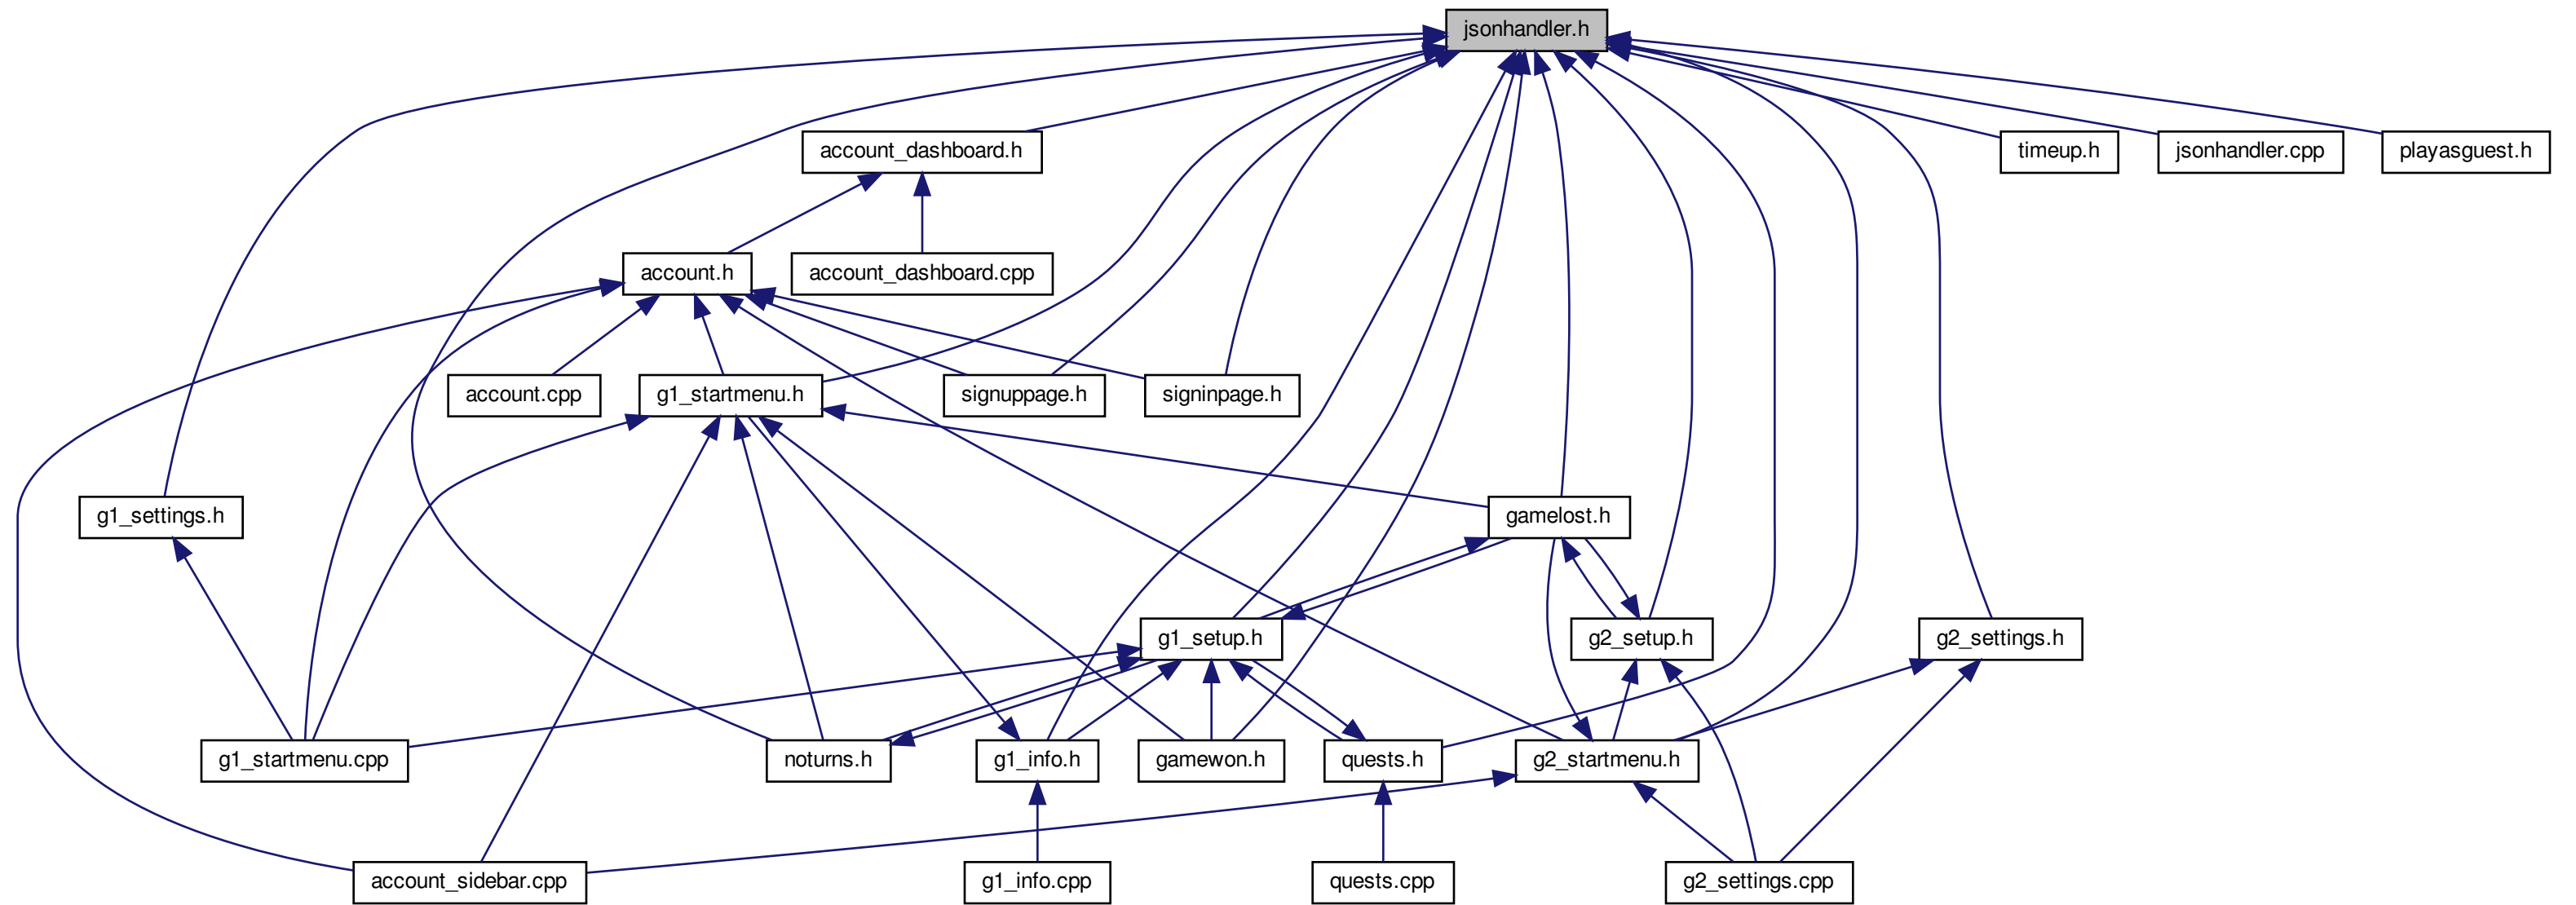 jsonhandler.h
account_dashboard.h
timeup.h
jsonhandler.cpp
playasguest.h
account.h
account_dashboard.cpp
account.cpp
g1_startmenu.h
signuppage.h
signinpage.h
g1_settings.h
gamelost.h
g1_setup.h
g2_setup.h
g2_settings.h
g1_startmenu.cpp
noturns.h
g1_info.h
gamewon.h
quests.h
g2_startmenu.h
account_sidebar.cpp
g1_info.cpp
quests.cpp
g2_settings.cpp